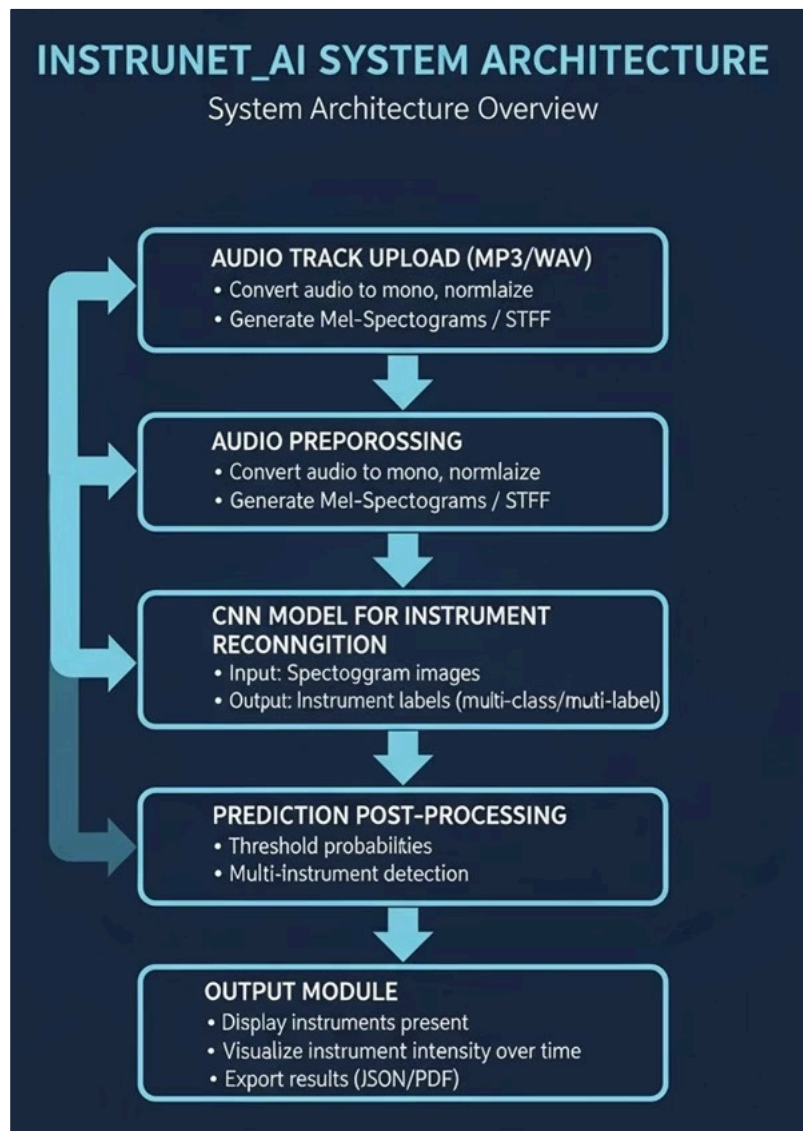 INSTRUNET_AI SYSTEM ARCHITECTURE
System Architecture Overview
AUDIO TRACK UPLOAD (MP3/WAV)
• Convert audio to mono, normlaize
• Generate Mel-Spectograms / STFF
AUDIO PREPOROSSING
• Convert audio to mono, normlaize
• Generate Mel-Spectograms / STFF
CNN MODEL FOR INSTRUMENT
RECONNGITION
• Input: Spectoggram images
• Output: Instrument labels (multi-class/muti-label)
PREDICTION POST-PROCESSING
• Threshold probabilities
• Multi-instrument detection
OUTPUT MODULE
• Display instruments present
• Visualize instrument intensity over time
• Export results (JSON/PDF)